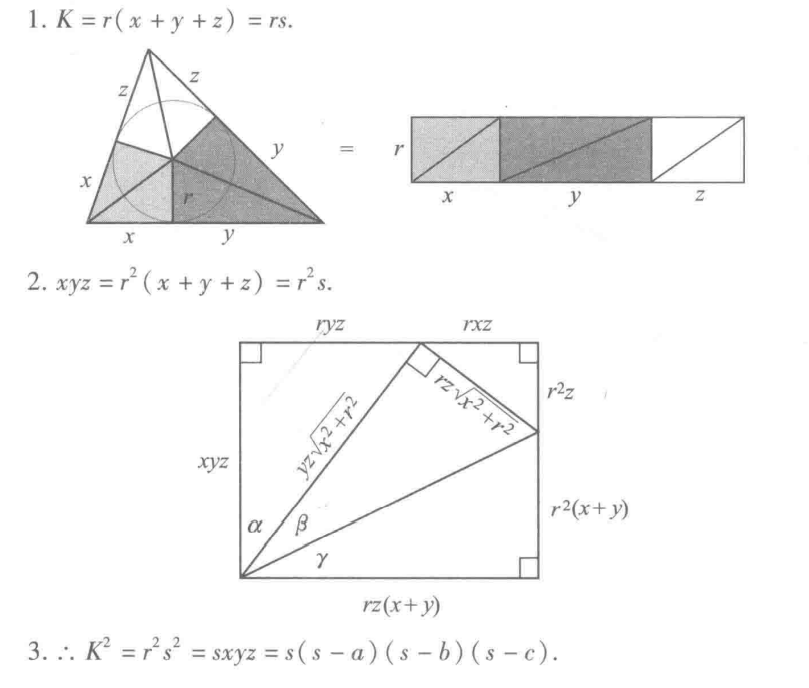 1. K = r(x + y + z) = rs.
z z
x y = r
r
x y x y z
2. xyz = r²(x + y + z) = r²s.
ryz rxz
r²z
rz√x²+r²
yz√x²+r²
xyz
r²(x+y)
α β
γ
rz(x+y)
3. ∴ K² = r²s² = sxyz = s(s − a)(s − b)(s − c).